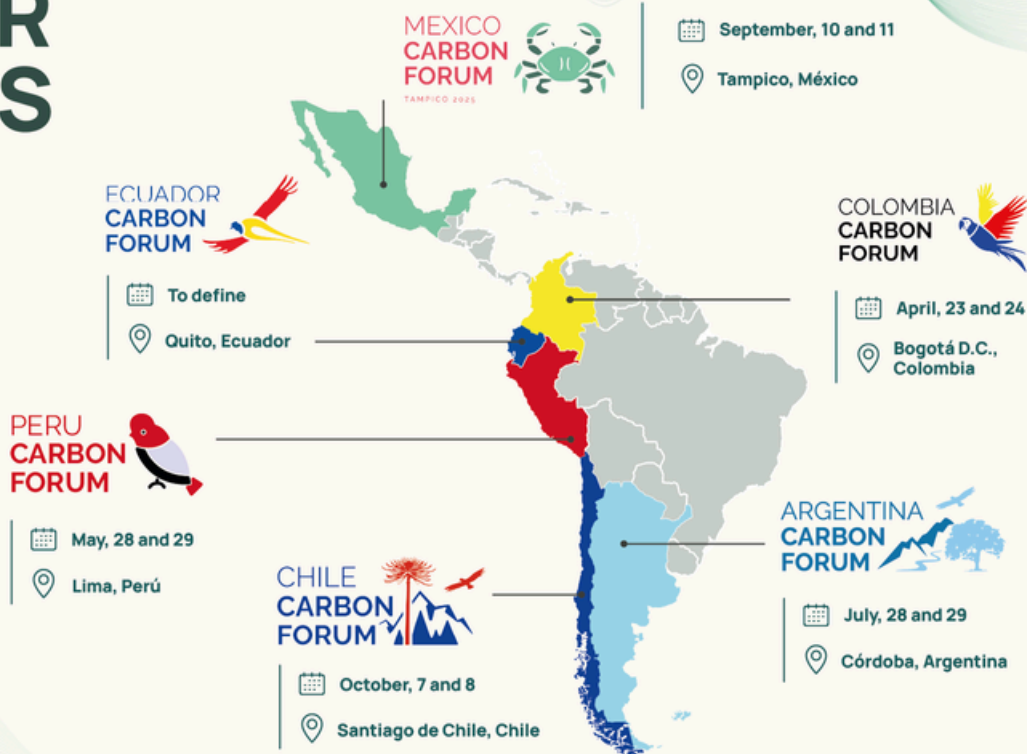 R
S
MEXICO
CARBON
FORUM
TAMPICO 2025
September, 10 and 11
Tampico, México
ECUADOR
CARBON
FORUM
To define
Quito, Ecuador
COLOMBIA
CARBON
FORUM
April, 23 and 24
Bogotá D.C.,
Colombia
PERU
CARBON
FORUM
May, 28 and 29
Lima, Perú
ARGENTINA
CARBON
FORUM
July, 28 and 29
Córdoba, Argentina
CHILE
CARBON
FORUM
October, 7 and 8
Santiago de Chile, Chile